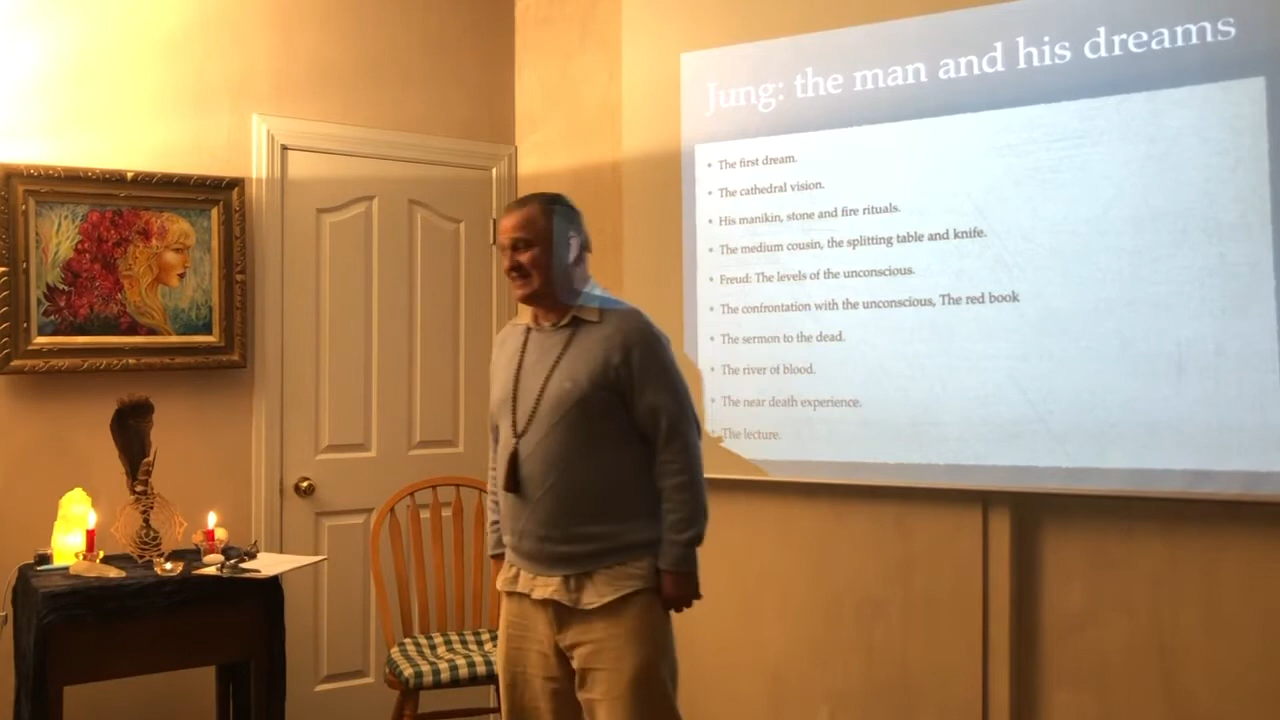 Jung: the man and his dreams
• The first dream.
• The cathedral vision.
• His manikin, stone and fire rituals.
• The medium cousin, the splitting table and knife.
• Freud: The levels of the unconscious.
• The confrontation with the unconscious, The red book
• The sermon to the dead.
• The river of blood.
• The near death experience.
• The lecture.